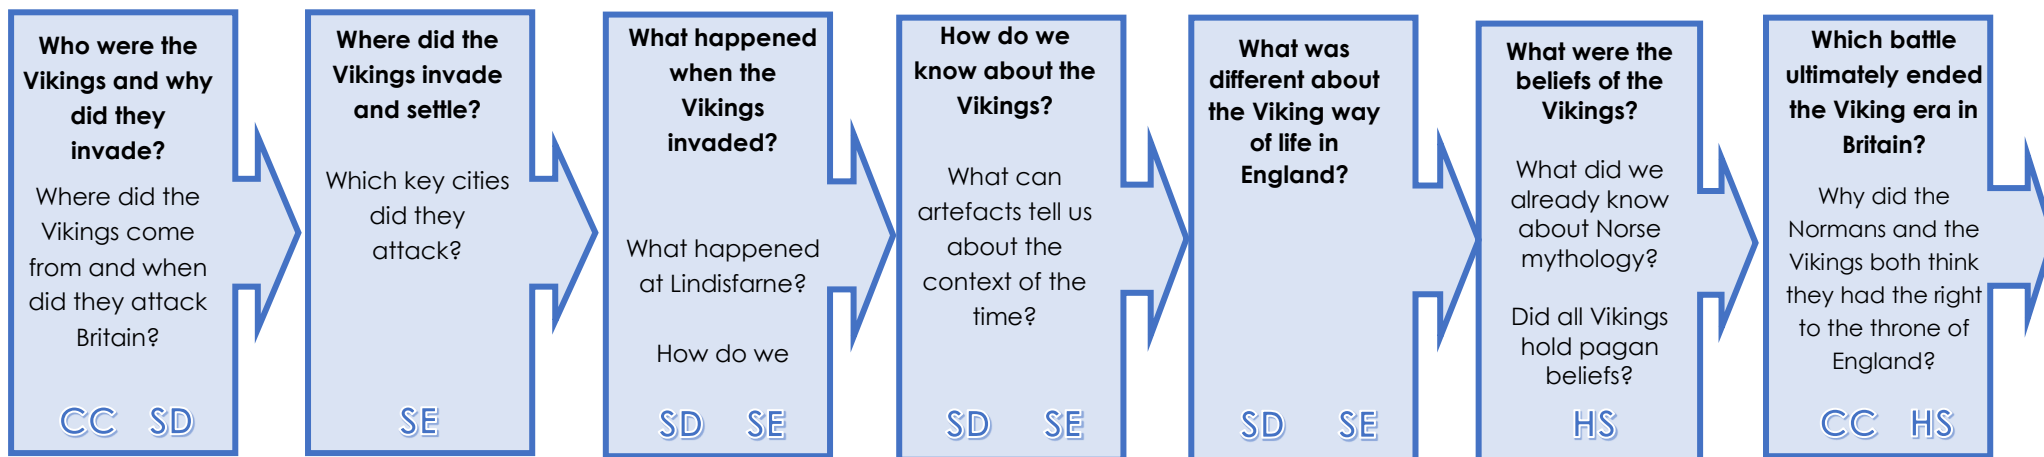 Who were the
Vikings and why
did they
invade?
Where did the
Vikings come
from and when
did they attack
Britain?
CC SD
Where did the
Vikings invade
and settle?
Which key cities
did they
attack?
SE
What happened
when the
Vikings
invaded?
What happened
at Lindisfarne?
How do we
SD SE
How do we
know about the
Vikings?
What can
artefacts tell us
about the
context of the
time?
SD SE
What was
different about
the Viking way
of life in
England?
SD SE
What were the
beliefs of the
Vikings?
What did we
already know
about Norse
mythology?
Did all Vikings
hold pagan
beliefs?
HS
Which battle
ultimately ended
the Viking era in
Britain?
Why did the
Normans and the
Vikings both think
they had the right
to the throne of
England?
CC HS